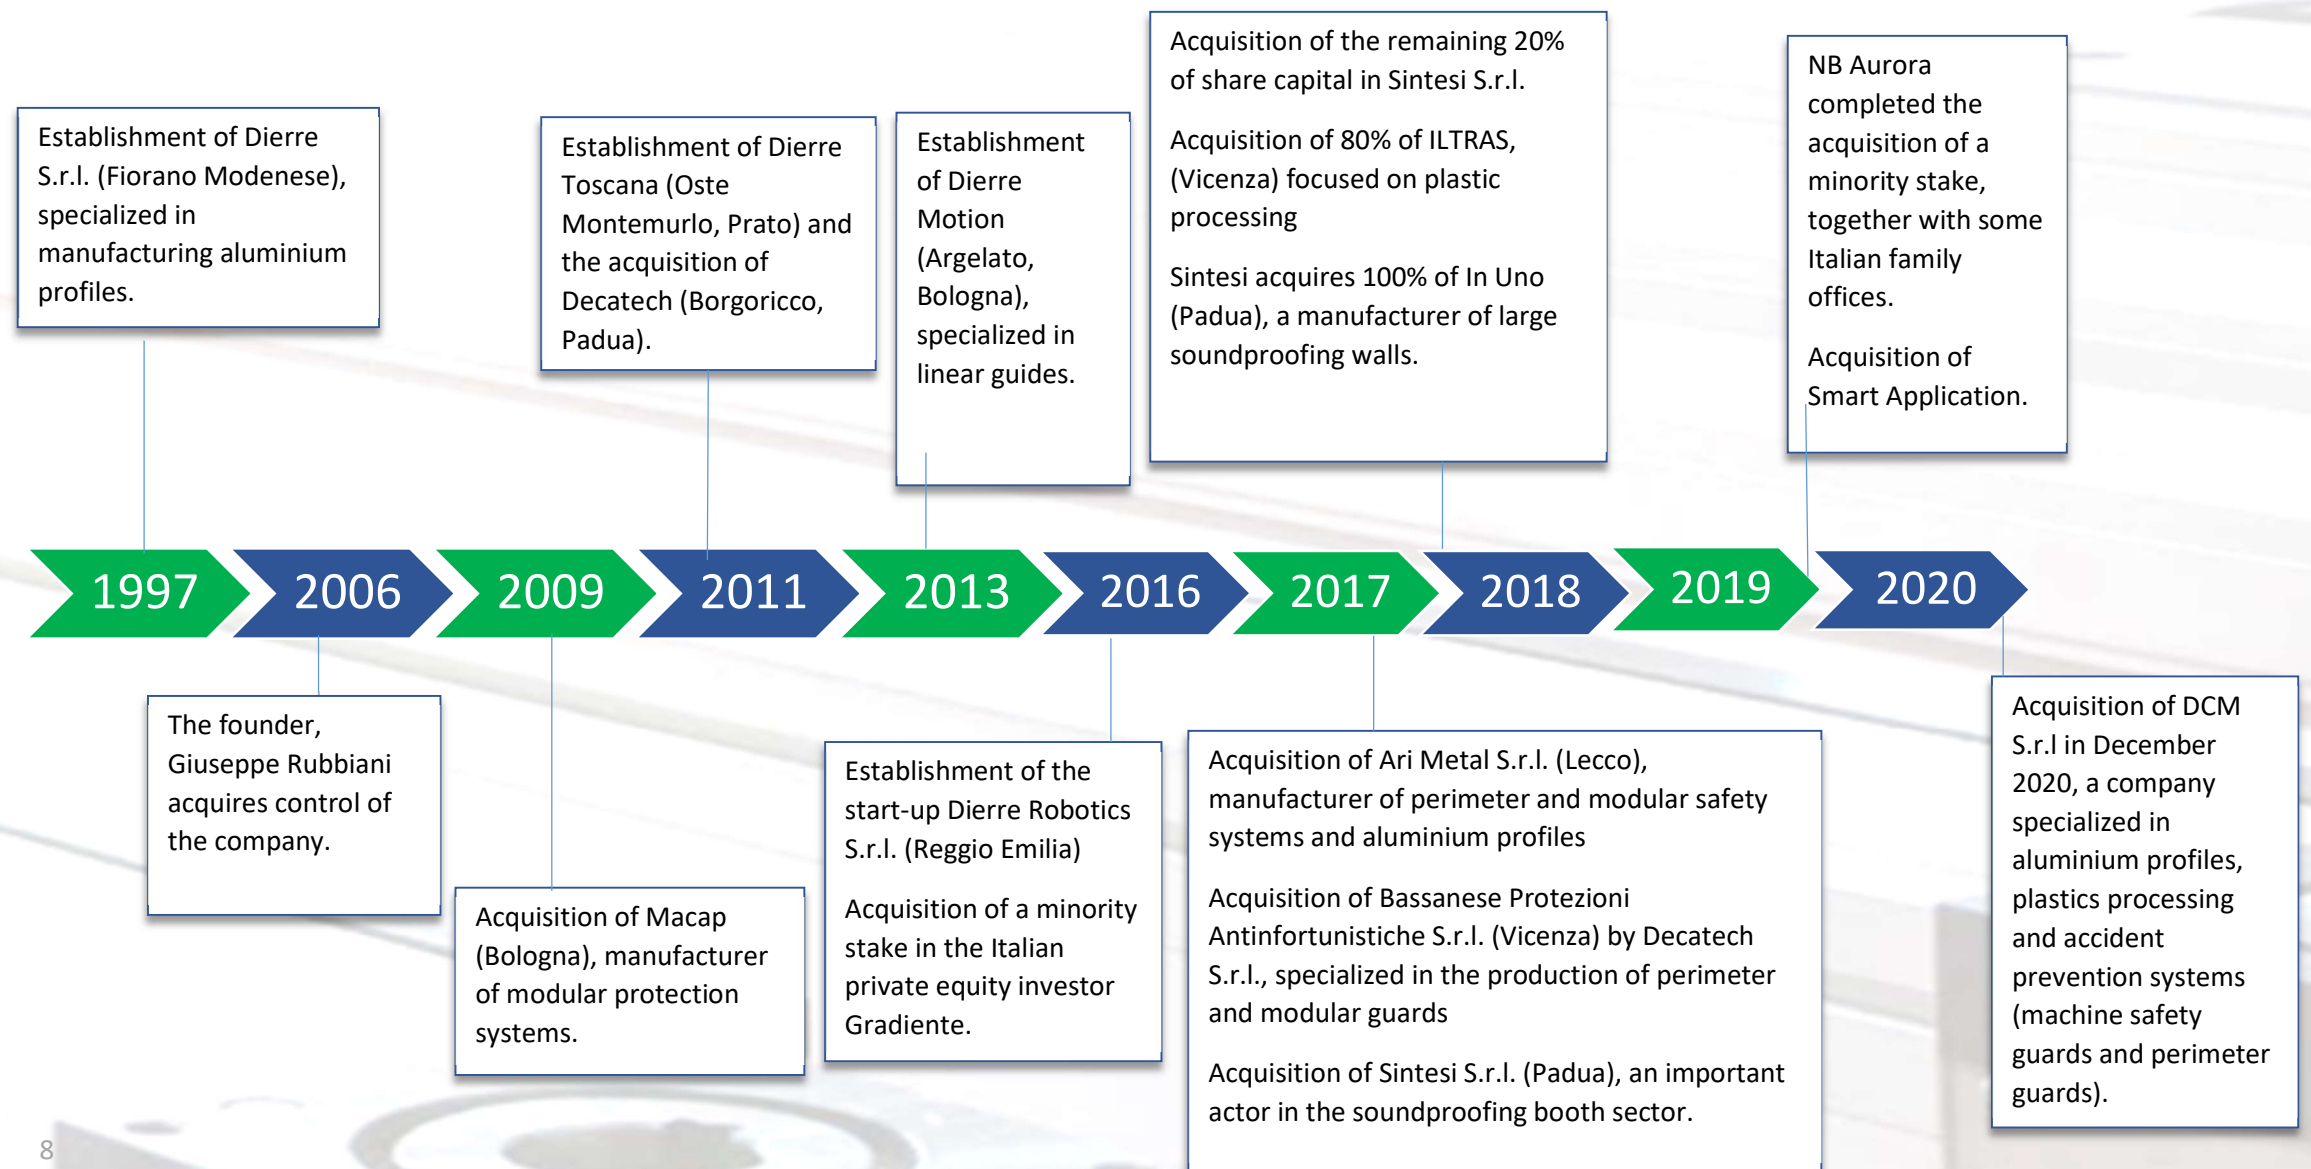 Establishment of Dierre
S.r.l. (Fiorano Modenese),
specialized in
manufacturing aluminium
profiles.
Establishment of Dierre
Toscana (Oste
Montemurlo, Prato) and
the acquisition of
Decatech (Borgoricco,
Padua).
Establishment
of Dierre
Motion
(Argelato,
Bologna),
specialized in
linear guides.
Acquisition of the remaining 20%
of share capital in Sintesi S.r.l.
Acquisition of 80% of ILTRAS,
(Vicenza) focused on plastic
processing
Sintesi acquires 100% of In Uno
(Padua), a manufacturer of large
soundproofing walls.
NB Aurora
completed the
acquisition of a
minority stake,
together with some
Italian family
offices.
Acquisition of
Smart Application.
1997
2006
2009
2011
2013
2016
2017
2018
2019
2020
The founder,
Giuseppe Rubbiani
acquires control of
the company.
Acquisition of Macap
(Bologna), manufacturer
of modular protection
systems.
Establishment of the
start-up Dierre Robotics
S.r.l. (Reggio Emilia)
Acquisition of a minority
stake in the Italian
private equity investor
Gradiente.
Acquisition of Ari Metal S.r.l. (Lecco),
manufacturer of perimeter and modular safety
systems and aluminium profiles
Acquisition of Bassanese Protezioni
Antinfortunistiche S.r.l. (Vicenza) by Decatech
S.r.l., specialized in the production of perimeter
and modular guards
Acquisition of Sintesi S.r.l. (Padua), an important
actor in the soundproofing booth sector.
Acquisition of DCM
S.r.l in December
2020, a company
specialized in
aluminium profiles,
plastics processing
and accident
prevention systems
(machine safety
guards and perimeter
guards).
8